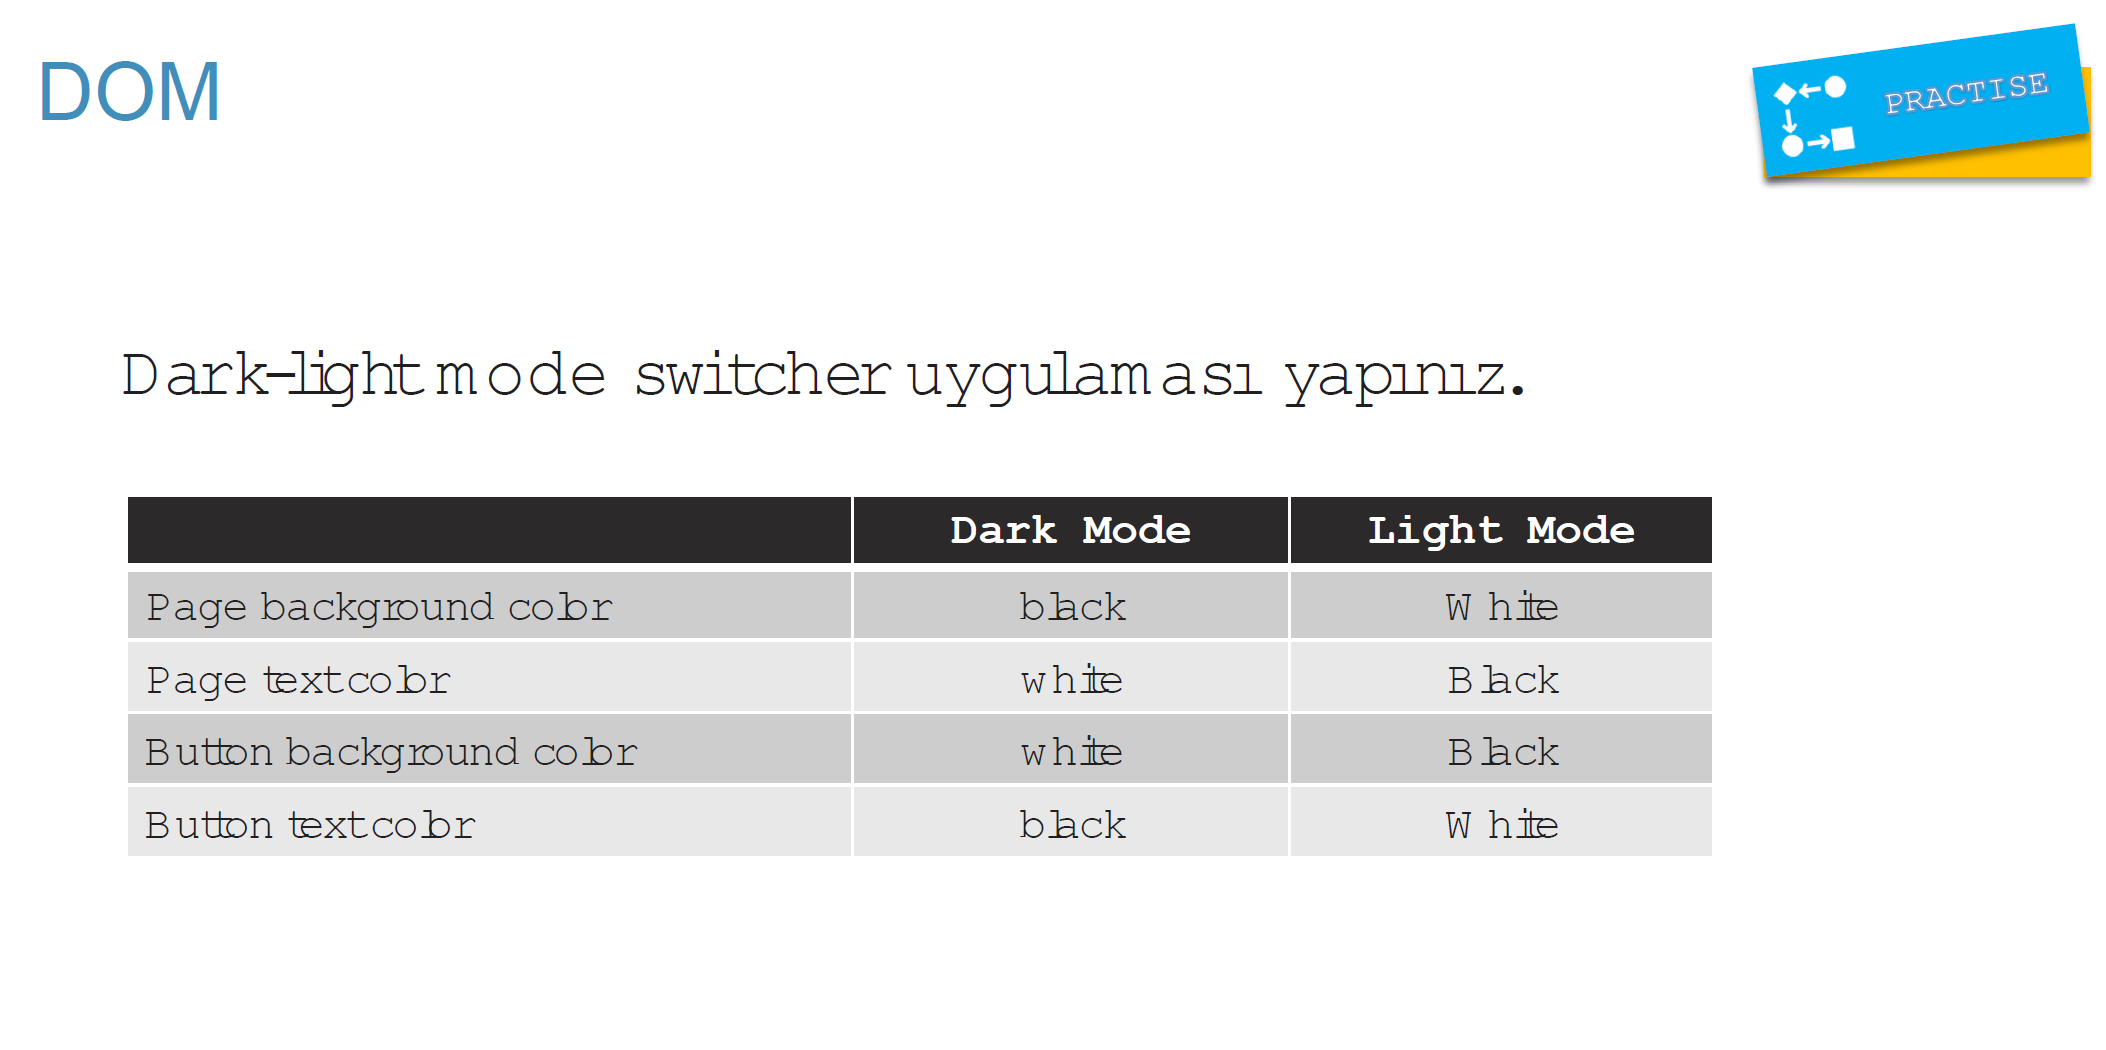 DOM
PRACTISE
Dark-light mode switcher uygulaması yapınız.
Dark Mode Light Mode
Page background color black White
Page text color white Black
Button background color white Black
Button text color black White